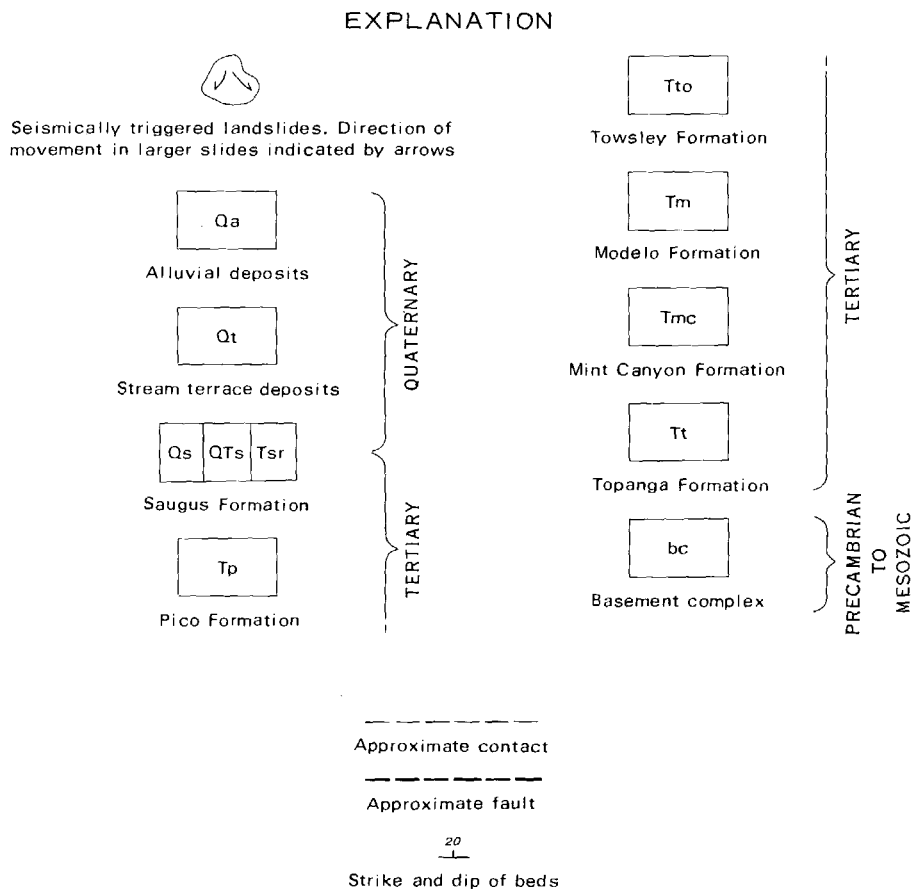 EXPLANATION
Seismically triggered landslides. Direction of
movement in larger slides indicated by arrows
Qa
Alluvial deposits
Qt
Stream terrace deposits
Qs QTs Tsr
Saugus Formation
Tp
Pico Formation
QUATERNARY
TERTIARY
Tto
Towsley Formation
Tm
Modelo Formation
Tmc
Mint Canyon Formation
Tt
Topanga Formation
bc
Basement complex
TERTIARY
PRECAMBRIAN
TO
MESOZOIC
Approximate contact
Approximate fault
20
Strike and dip of beds